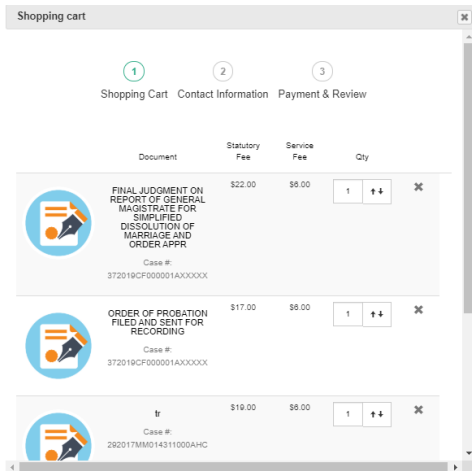 Shopping cart
1 2 3
Shopping Cart Contact Information Payment & Review
Document Statutory Fee Service Fee Qty
FINAL JUDGMENT ON
REPORT OF GENERAL
MAGISTRATE FOR
SIMPLIFIED
DISSOLUTION OF
MARRIAGE AND
ORDER APPR
$22.00 $6.00 1
Case #:
372019CF000001AXXXXX
ORDER OF PROBATION
FILED AND SENT FOR
RECORDING
$17.00 $6.00 1
Case #:
372019CF000001AXXXXX
tr $19.00 $6.00 1
Case #:
292017MM014311000AHC